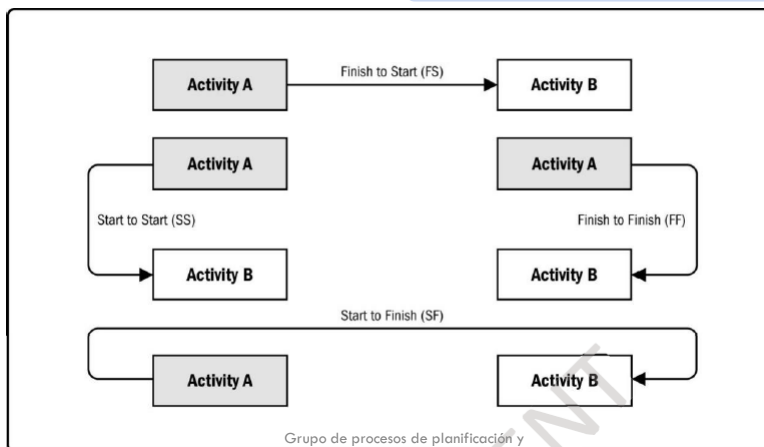 Activity A
Finish to Start (FS)
Activity B
Activity A
Activity A
Start to Start (SS)
Finish to Finish (FF)
Activity B
Activity B
Start to Finish (SF)
Activity A
Activity B
Grupo de procesos de planificación y